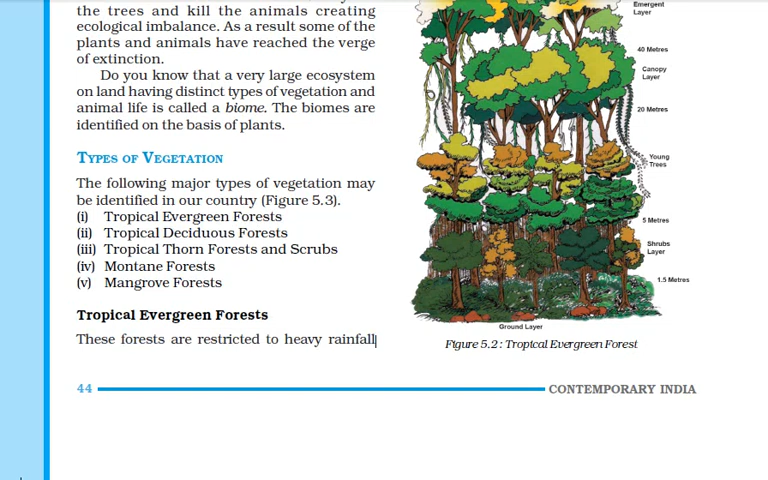 the trees and kill the animals creating
ecological imbalance. As a result some of the
plants and animals have reached the verge
of extinction.
Do you know that a very large ecosystem
on land having distinct types of vegetation and
animal life is called a biome. The biomes are
identified on the basis of plants.
TYPES OF VEGETATION
The following major types of vegetation may
be identified in our country (Figure 5.3).
(i) Tropical Evergreen Forests
(ii) Tropical Deciduous Forests
(iii) Tropical Thorn Forests and Scrubs
(iv) Montane Forests
(v) Mangrove Forests
Tropical Evergreen Forests
These forests are restricted to heavy rainfall
Emergent
Layer
40 Metres
Canopy
Layer
20 Metres
Young
Trees
5 Metres
Shrubs
Layer
1.5 Metres
Ground Layer
Figure 5.2 : Tropical Evergreen Forest
44
CONTEMPORARY INDIA